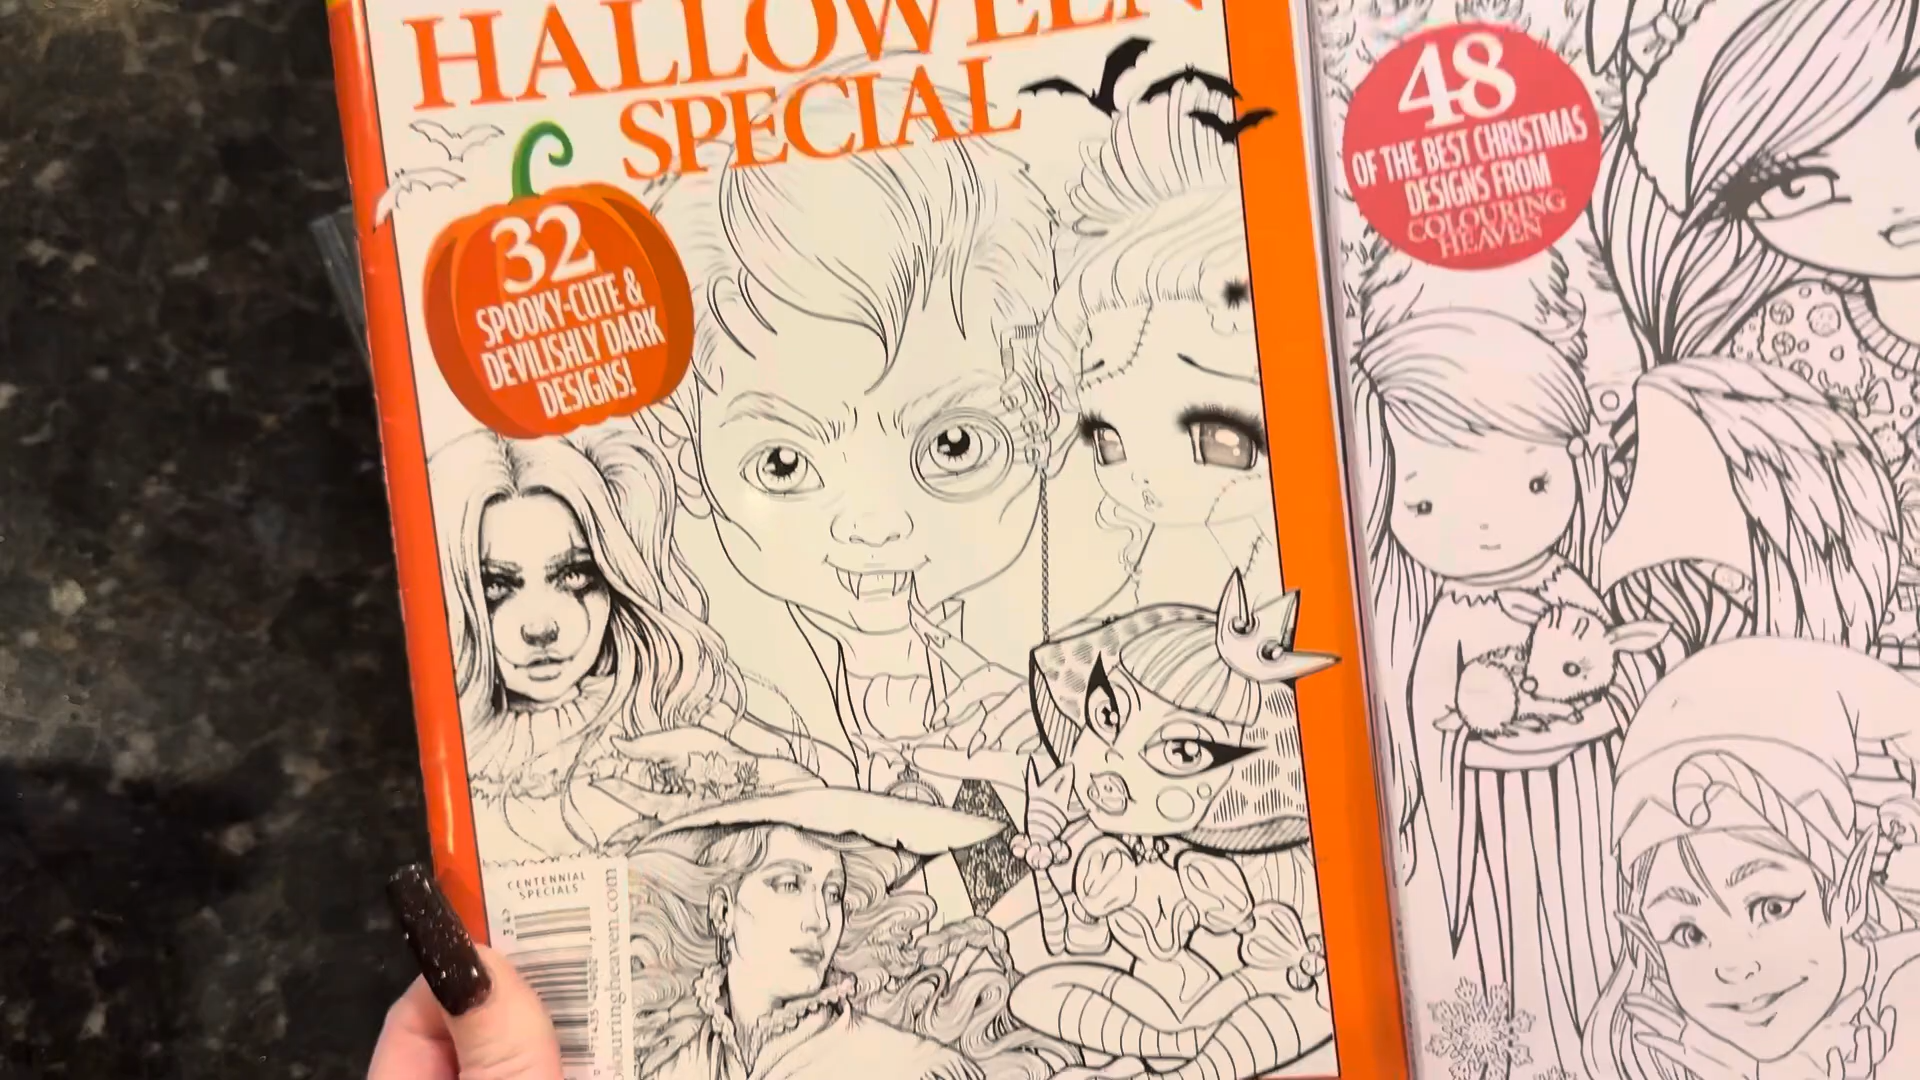 HALLOWEEN
SPECIAL
32
SPOOKY-CUTE &
DEVILISHLY DARK
DESIGNS!
CENTENNIAL
SPECIALS
colouringheaven.com
48
OF THE BEST CHRISTMAS
DESIGNS FROM
COLOURING
HEAVEN